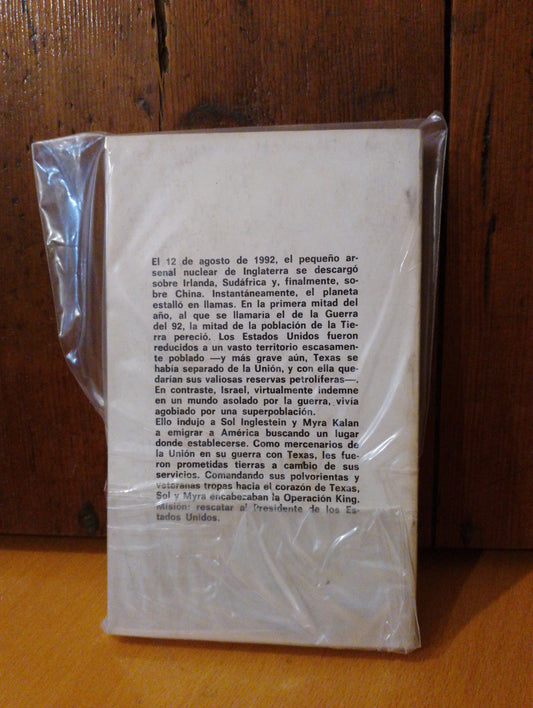 El 12 de agosto de 1992, el pequeño ar-
senal nuclear de Inglaterra se descargó
sobre Irlanda, Sudáfrica y, finalmente, so-
bre China. Instantáneamente, el planeta
estalló en llamas. En la primera mitad del
año, al que se llamaría el de la Guerra
del 92, la mitad de la población de la Tie-
rra pereció. Los Estados Unidos fueron
reducidos a un vasto territorio escasamen-
te poblado —y más grave aún, Texas se
había separado de la Unión, y con ella que-
darían sus valiosas reservas petrolíferas—.
En contraste, Israel, virtualmente indemne
en un mundo asolado por la guerra, vivía
agobiado por una superpoblación.
Ello indujo a Sol Inglestein y Myra Kalan
a emigrar a América buscando un lugar
donde establecerse. Como mercenarios de
la Unión en su guerra con Texas, les fue-
ron prometidas tierras a cambio de sus
servicios. Comandando sus polvorientas y
veteranas tropas hacia el corazón de Texas,
Sol y Myra encabezaban la Operación King.
Misión: rescatar al Presidente de los Es-
tados Unidos.